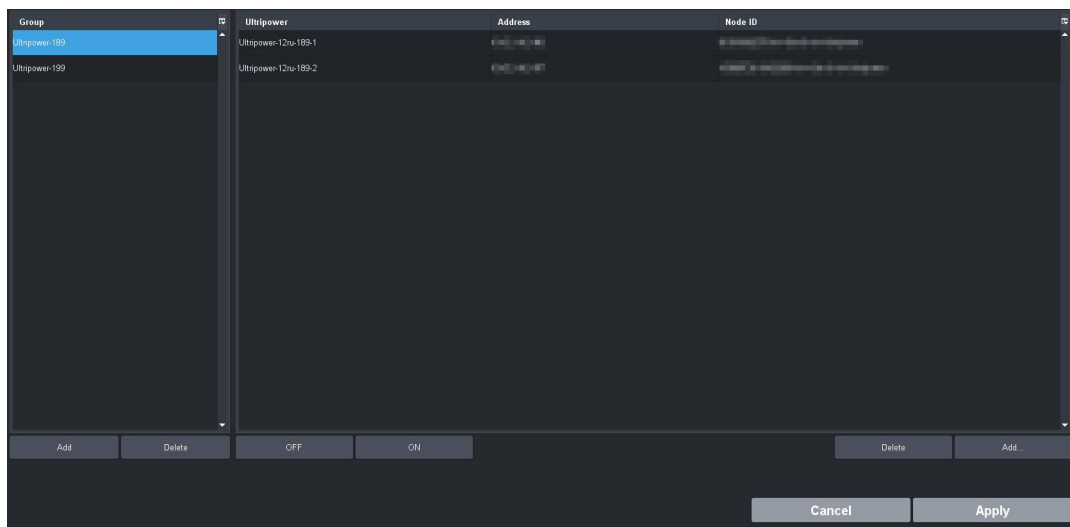 Group Ultripower Address Node ID
Ultripower-189 Ultripower-12ru-189-1
Ultripower-199 Ultripower-12ru-189-2
Add Delete OFF ON Delete Add...
Cancel Apply